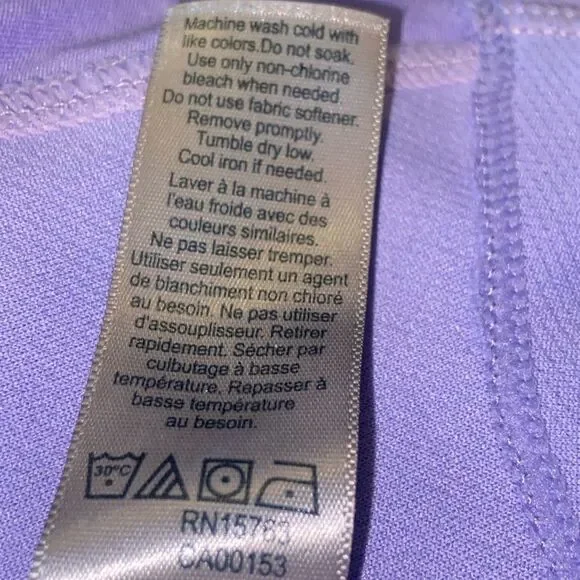 Machine wash cold with
like colors.Do not soak.
Use only non-chlorine
bleach when needed.
Do not use fabric softener.
Remove promptly.
Tumble dry low.
Cool iron if needed.
Laver à la machine à
l'eau froide avec des
couleurs similaires.
Ne pas laisser tremper.
Utiliser seulement un agent
de blanchiment non chloré
au besoin. Ne pas utiliser
d'assouplisseur. Retirer
rapidement. Sécher par
culbutage à basse
température. Repasser à
basse température
au besoin.
30°C
RN15763
CA00153